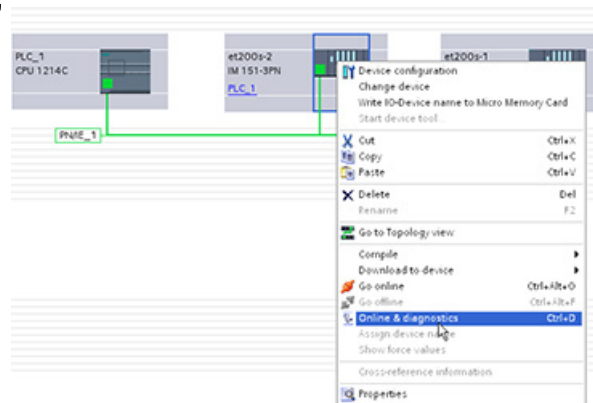 PLC_1
CPU 1214C
et200s-2
IM 151-3PN
PLC_1
et200s-1
PN/IE_1
Device configuration
Change device
Write IO-Device name to Micro Memory Card
Start device tool...
Cut Ctrl+X
Copy Ctrl+C
Paste Ctrl+V
Delete Del
Rename F2
Go to Topology view
Compile
Download to device
Go online Ctrl+Alt+O
Go offline Ctrl+Alt+F
Online & diagnostics Ctrl+D
Assign device name
Show force values
Cross-reference information
Properties